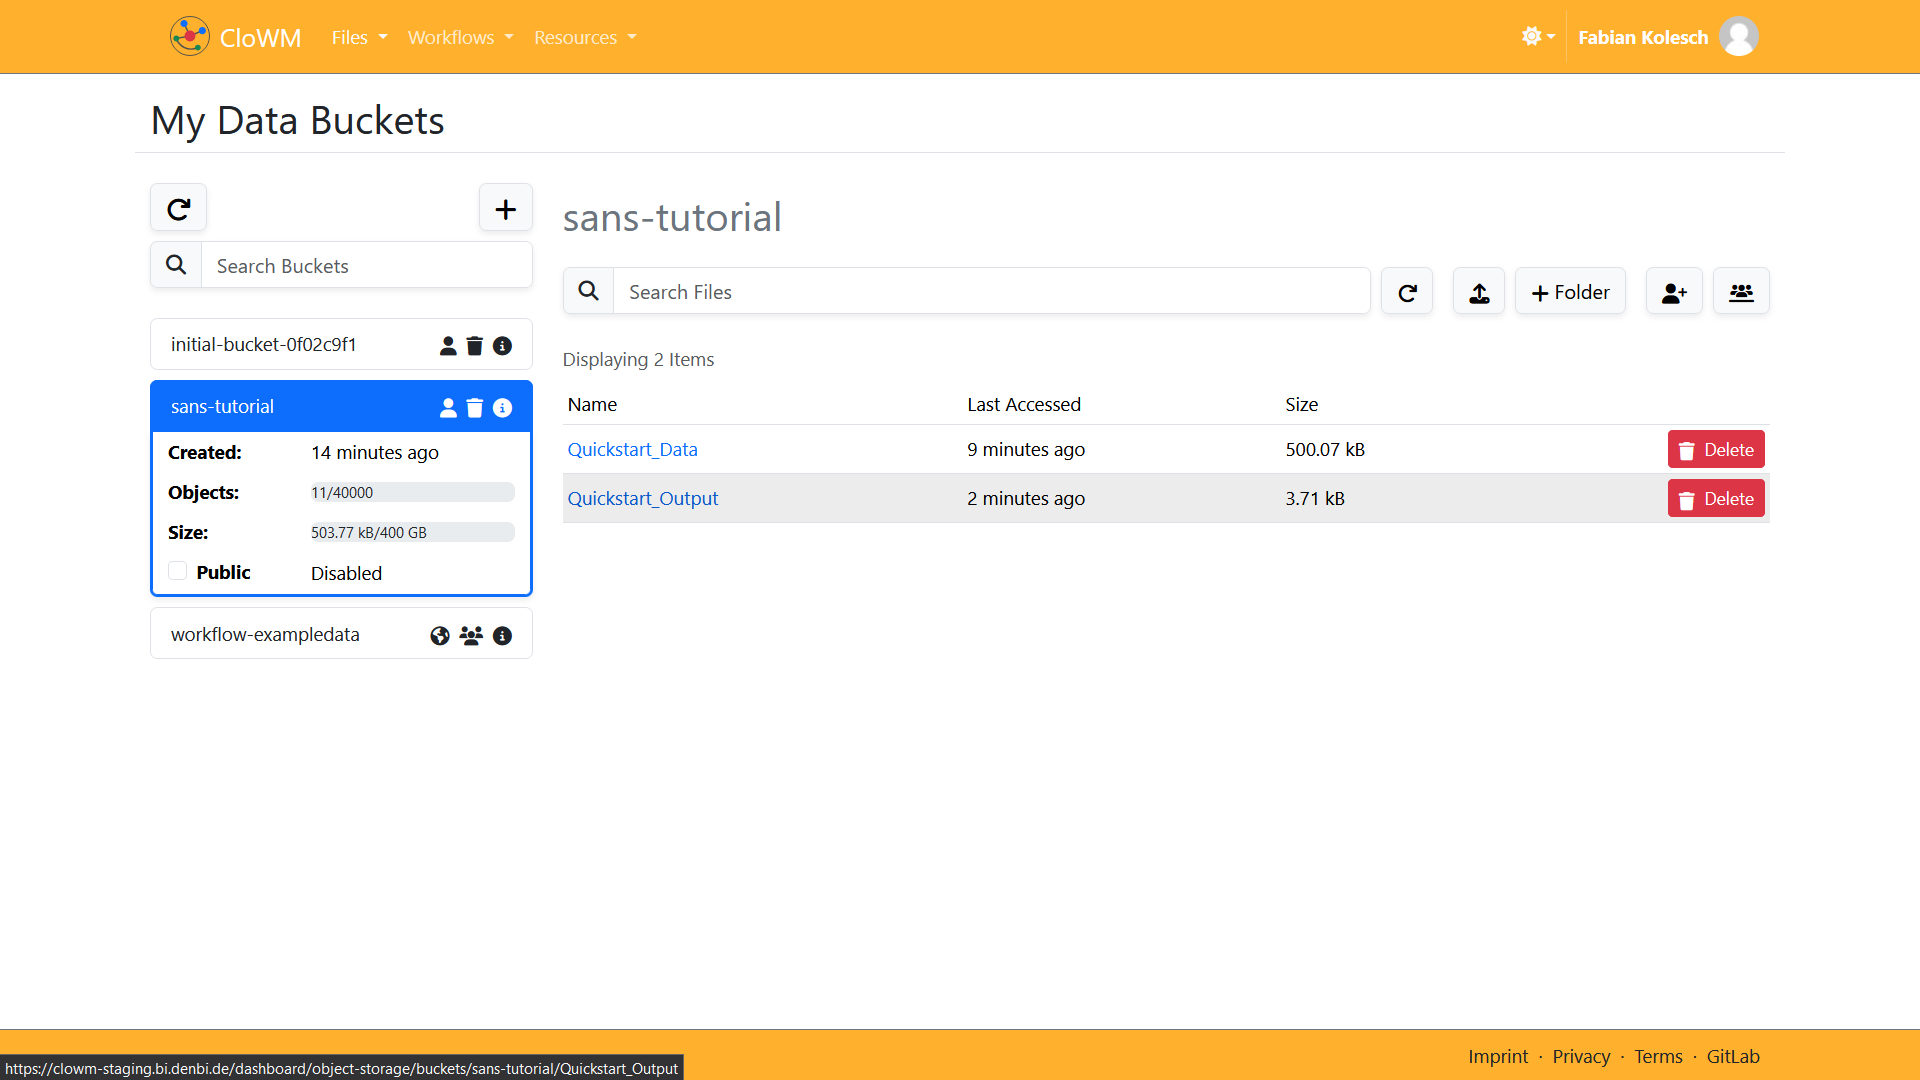 CloWM Files Workflows Resources Fabian Kolesch
My Data Buckets
Search Buckets
initial-bucket-0f02c9f1
sans-tutorial
Created: 14 minutes ago
Objects: 11/40000
Size: 503.77 kB/400 GB
Public Disabled
workflow-exampledata
sans-tutorial
Search Files Folder
Displaying 2 Items
Name Last Accessed Size
Quickstart_Data 9 minutes ago 500.07 kB Delete
Quickstart_Output 2 minutes ago 3.71 kB Delete
Imprint · Privacy · Terms · GitLab
https://clowm-staging.bi.denbi.de/dashboard/object-storage/buckets/sans-tutorial/Quickstart_Output